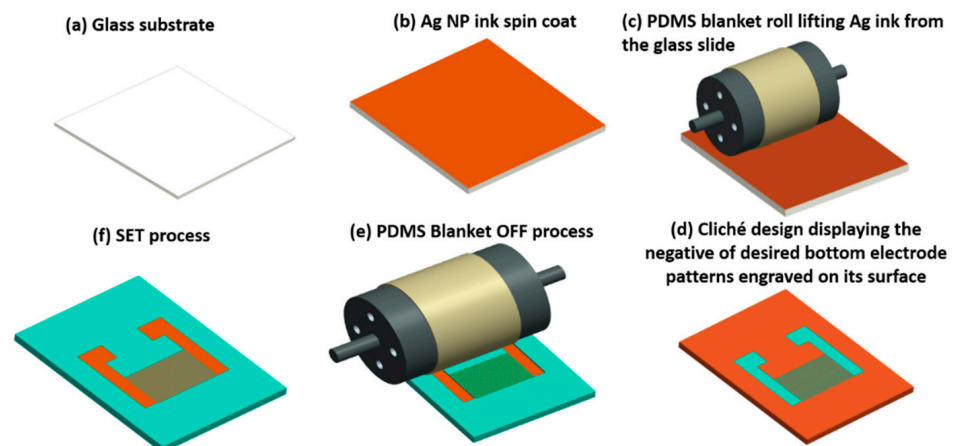 (a) Glass substrate
(b) Ag NP ink spin coat
(c) PDMS blanket roll lifting Ag ink from
the glass slide
(f) SET process
(e) PDMS Blanket OFF process
(d) Cliché design displaying the
negative of desired bottom electrode
patterns engraved on its surface